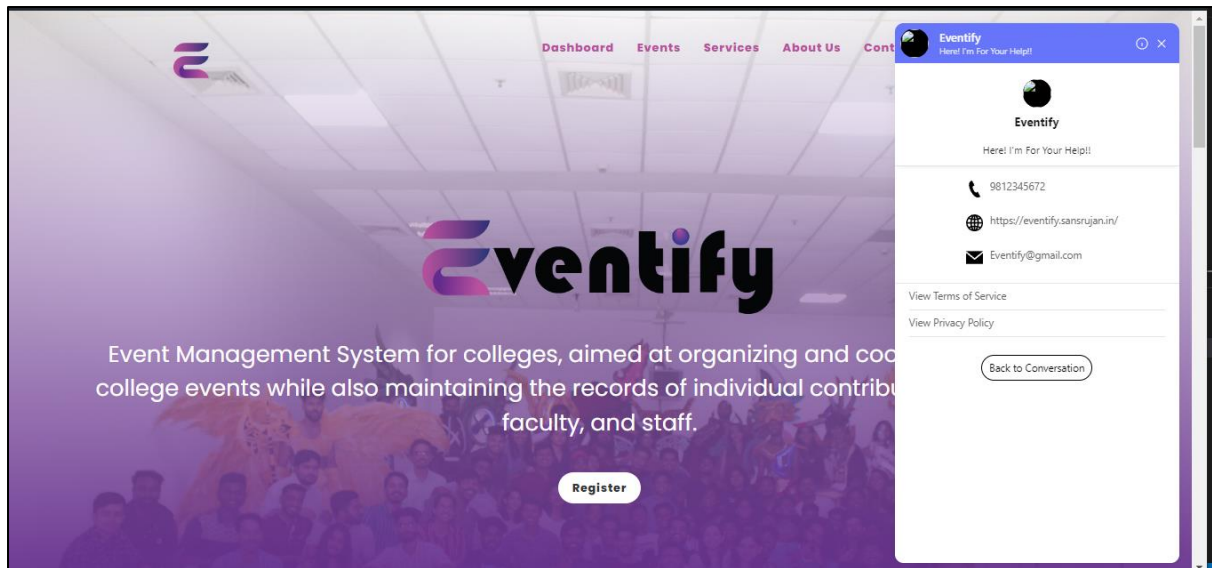 Dashboard Events Services About Us Cont
Eventify
Event Management System for colleges, aimed at organizing and coo
college events while also maintaining the records of individual contribu
faculty, and staff.
Register
Eventify
Here! I'm For Your Help!!
Eventify
Here! I'm For Your Help!!
9812345672
https://eventify.sansrujan.in/
Eventify@gmail.com
View Terms of Service
View Privacy Policy
Back to Conversation